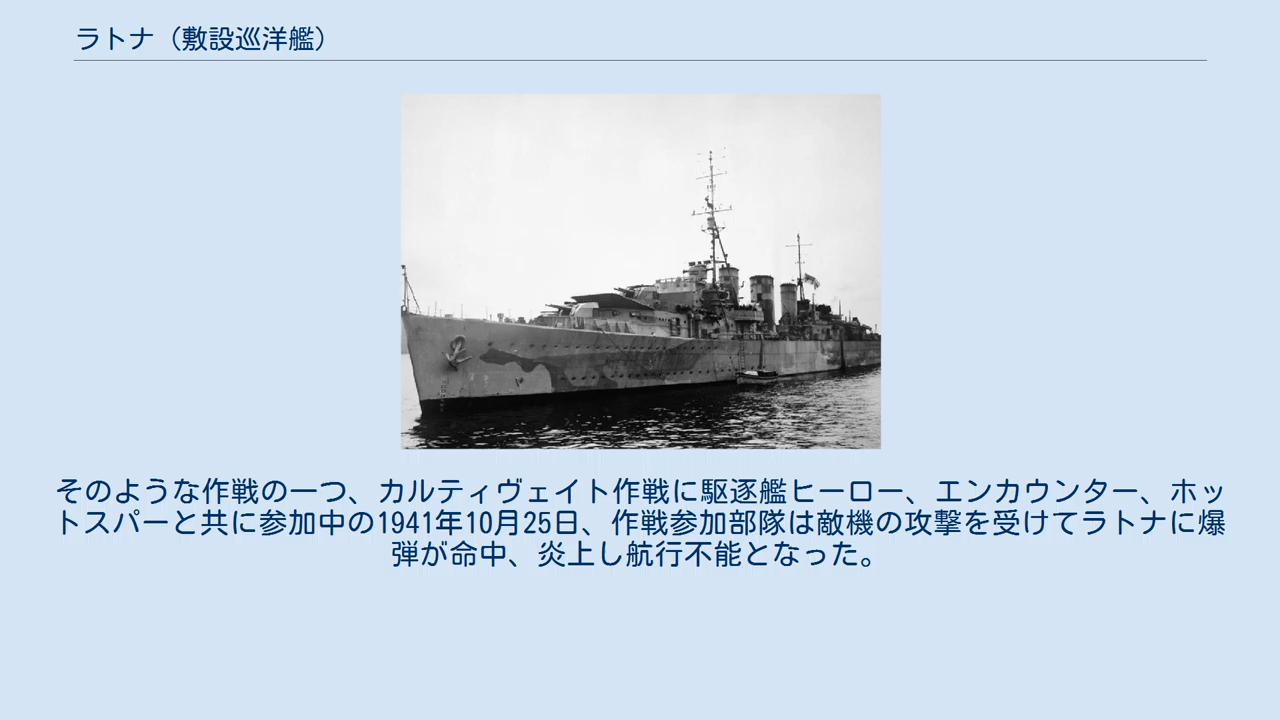 ラトナ（敷設巡洋艦）
そのような作戦の一つ、カルティヴェイト作戦に駆逐艦ヒーロー、エンカウンター、ホッ
トスパーと共に参加中の1941年10月25日、作戦参加部隊は敵機の攻撃を受けてラトナに爆
弾が命中、炎上し航行不能となった。